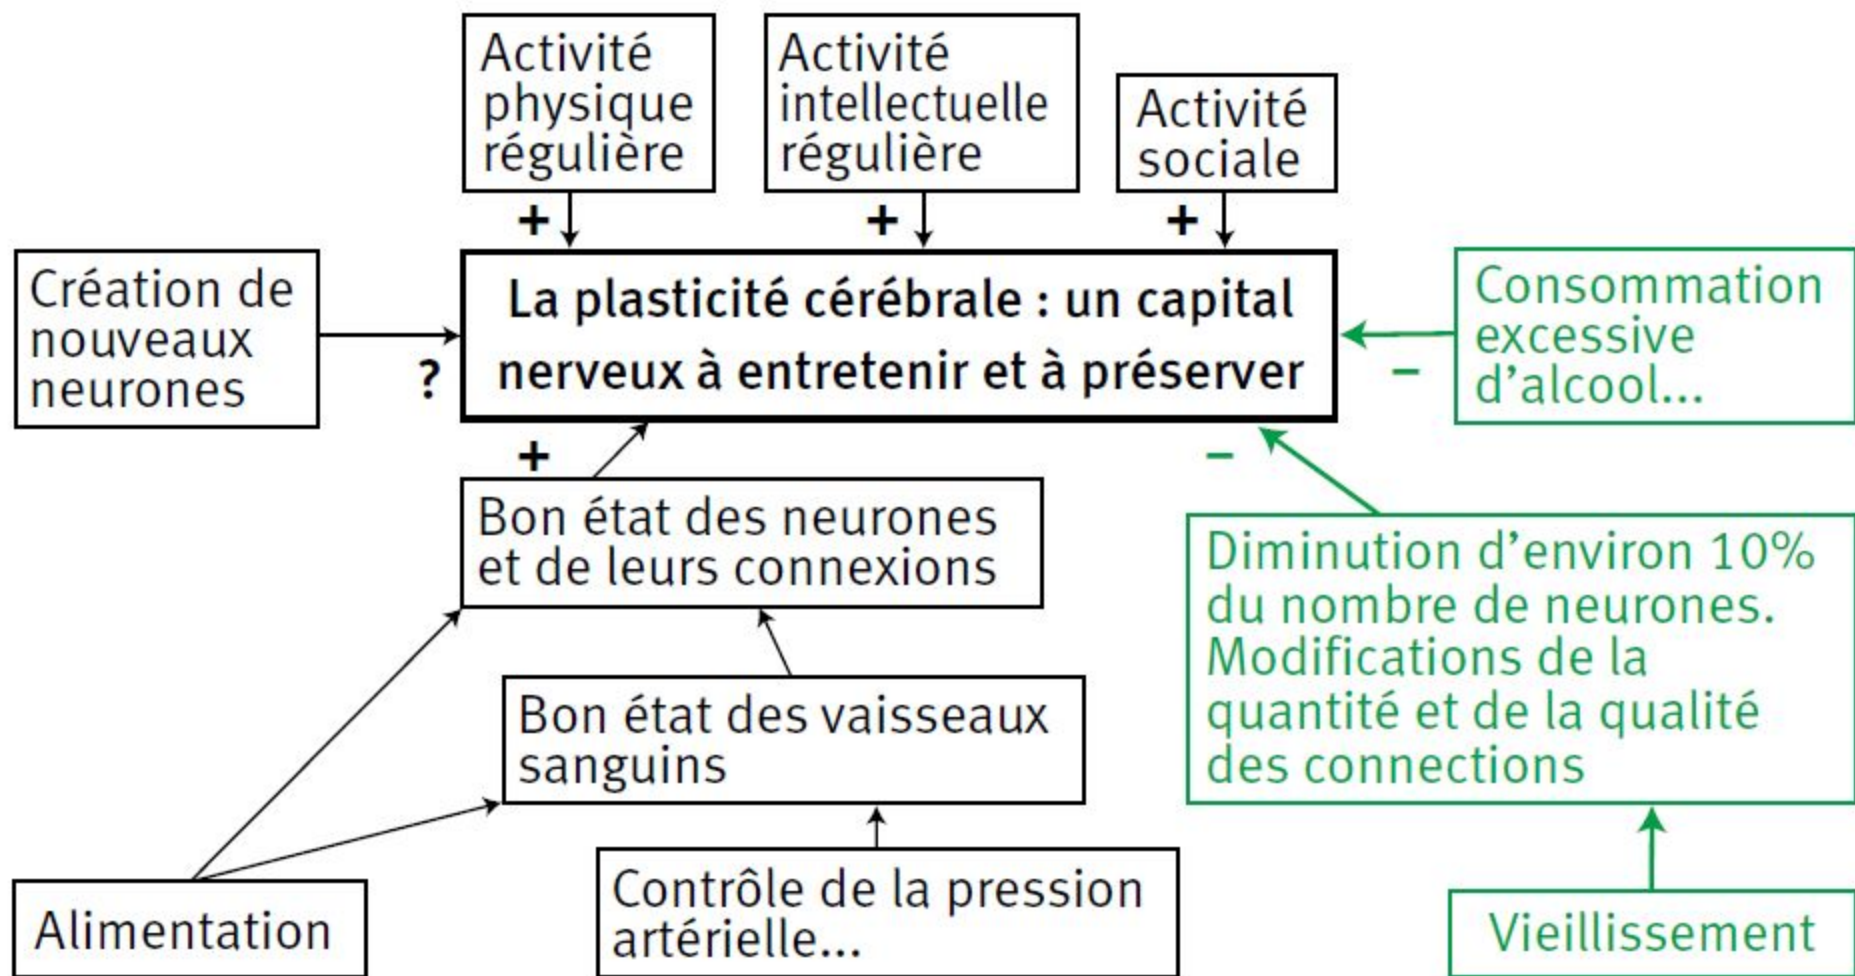 Activité
physique
régulière
Activité
intellectuelle
régulière
Activité
sociale
+
+
+
Création de
nouveaux
neurones
?
La plasticité cérébrale : un capital
nerveux à entretenir et à préserver
Consommation
excessive
d'alcool...
–
+
–
Bon état des neurones
et de leurs connexions
Diminution d'environ 10%
du nombre de neurones.
Modifications de la
quantité et de la qualité
des connections
Bon état des vaisseaux
sanguins
Alimentation
Contrôle de la pression
artérielle...
Vieillissement